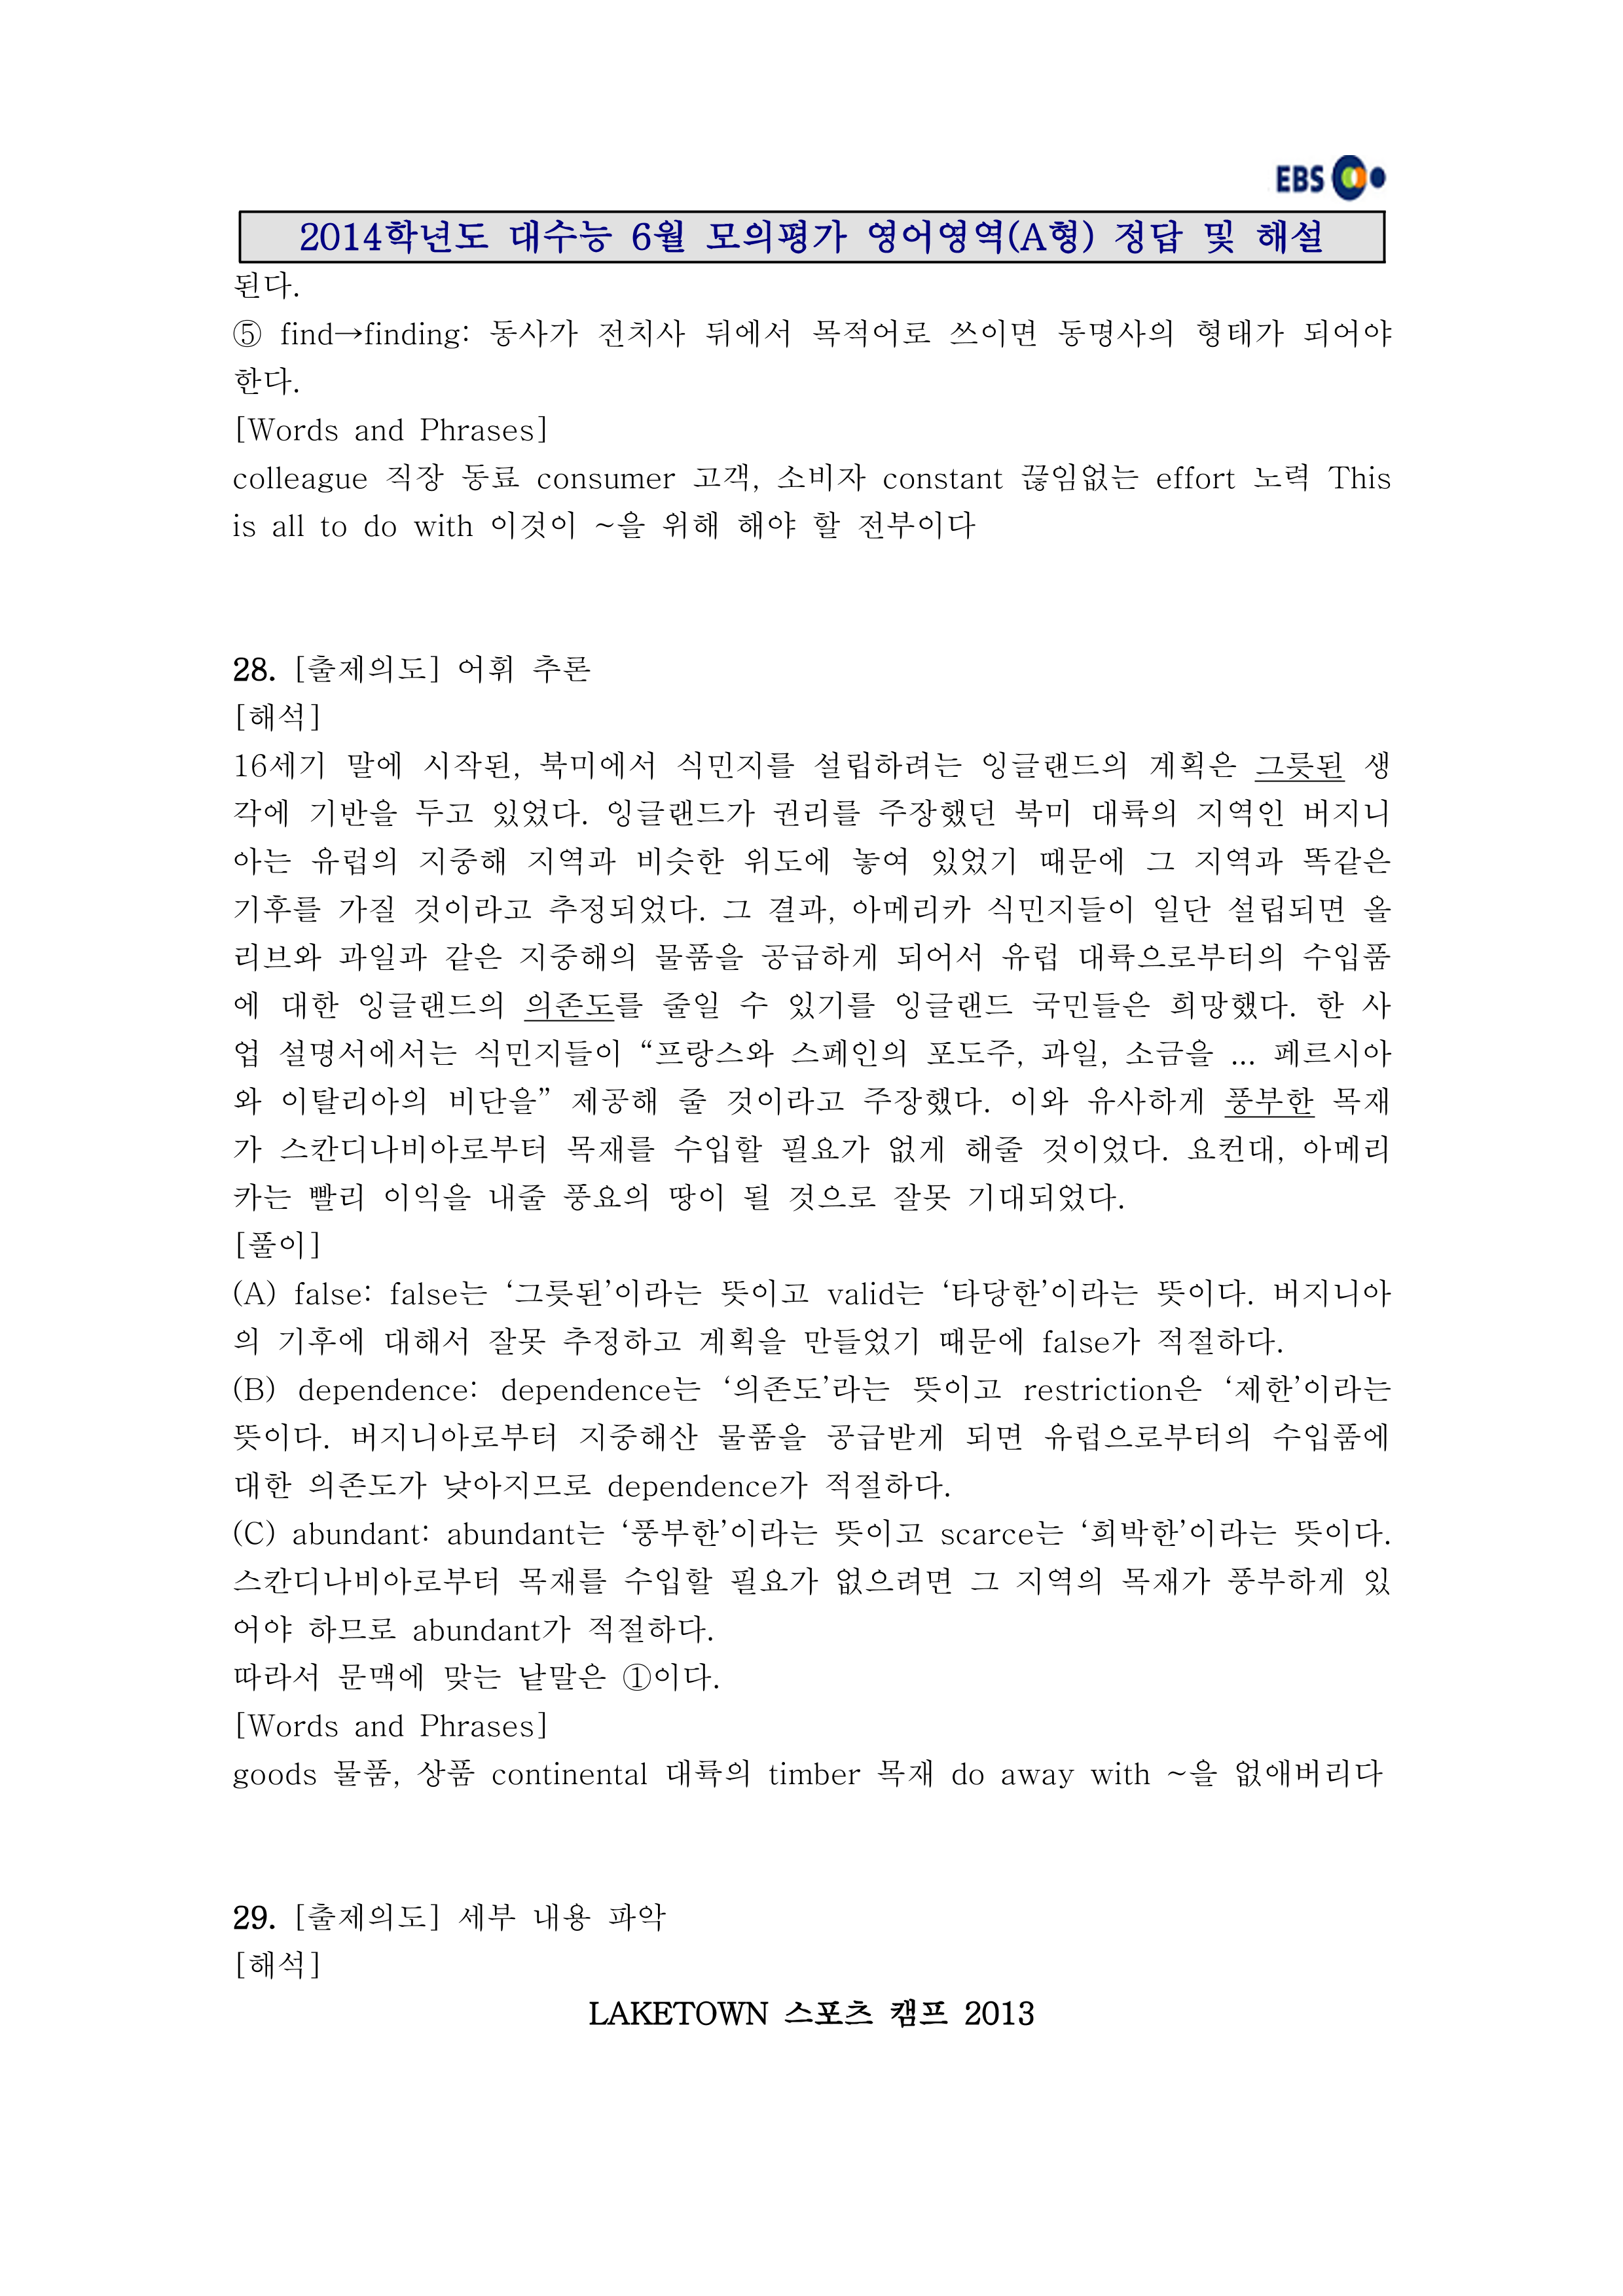 EBS
2014학년도 대수능 6월 모의평가 영어영역(A형) 정답 및 해설
된다.
⑤ find→finding: 동사가 전치사 뒤에서 목적어로 쓰이면 동명사의 형태가 되어야
한다.
[Words and Phrases]
colleague 직장 동료 consumer 고객, 소비자 constant 끊임없는 effort 노력 This
is all to do with 이것이 ~을 위해 해야 할 전부이다
28. [출제의도] 어휘 추론
[해석]
16세기 말에 시작된, 북미에서 식민지를 설립하려는 잉글랜드의 계획은 그릇된 생
각에 기반을 두고 있었다. 잉글랜드가 권리를 주장했던 북미 대륙의 지역인 버지니
아는 유럽의 지중해 지역과 비슷한 위도에 놓여 있었기 때문에 그 지역과 똑같은
기후를 가질 것이라고 추정되었다. 그 결과, 아메리카 식민지들이 일단 설립되면 올
리브와 과일과 같은 지중해의 물품을 공급하게 되어서 유럽 대륙으로부터의 수입품
에 대한 잉글랜드의 의존도를 줄일 수 있기를 잉글랜드 국민들은 희망했다. 한 사
업 설명서에서는 식민지들이 “프랑스와 스페인의 포도주, 과일, 소금을 ... 페르시아
와 이탈리아의 비단을” 제공해 줄 것이라고 주장했다. 이와 유사하게 풍부한 목재
가 스칸디나비아로부터 목재를 수입할 필요가 없게 해줄 것이었다. 요컨대, 아메리
카는 빨리 이익을 내줄 풍요의 땅이 될 것으로 잘못 기대되었다.
[풀이]
(A) false: false는 ‘그릇된’이라는 뜻이고 valid는 ‘타당한’이라는 뜻이다. 버지니아
의 기후에 대해서 잘못 추정하고 계획을 만들었기 때문에 false가 적절하다.
(B) dependence: dependence는 ‘의존도’라는 뜻이고 restriction은 ‘제한’이라는
뜻이다. 버지니아로부터 지중해산 물품을 공급받게 되면 유럽으로부터의 수입품에
대한 의존도가 낮아지므로 dependence가 적절하다.
(C) abundant: abundant는 ‘풍부한’이라는 뜻이고 scarce는 ‘희박한’이라는 뜻이다.
스칸디나비아로부터 목재를 수입할 필요가 없으려면 그 지역의 목재가 풍부하게 있
어야 하므로 abundant가 적절하다.
따라서 문맥에 맞는 낱말은 ①이다.
[Words and Phrases]
goods 물품, 상품 continental 대륙의 timber 목재 do away with ~을 없애버리다
29. [출제의도] 세부 내용 파악
[해석]
LAKETOWN 스포츠 캠프 2013